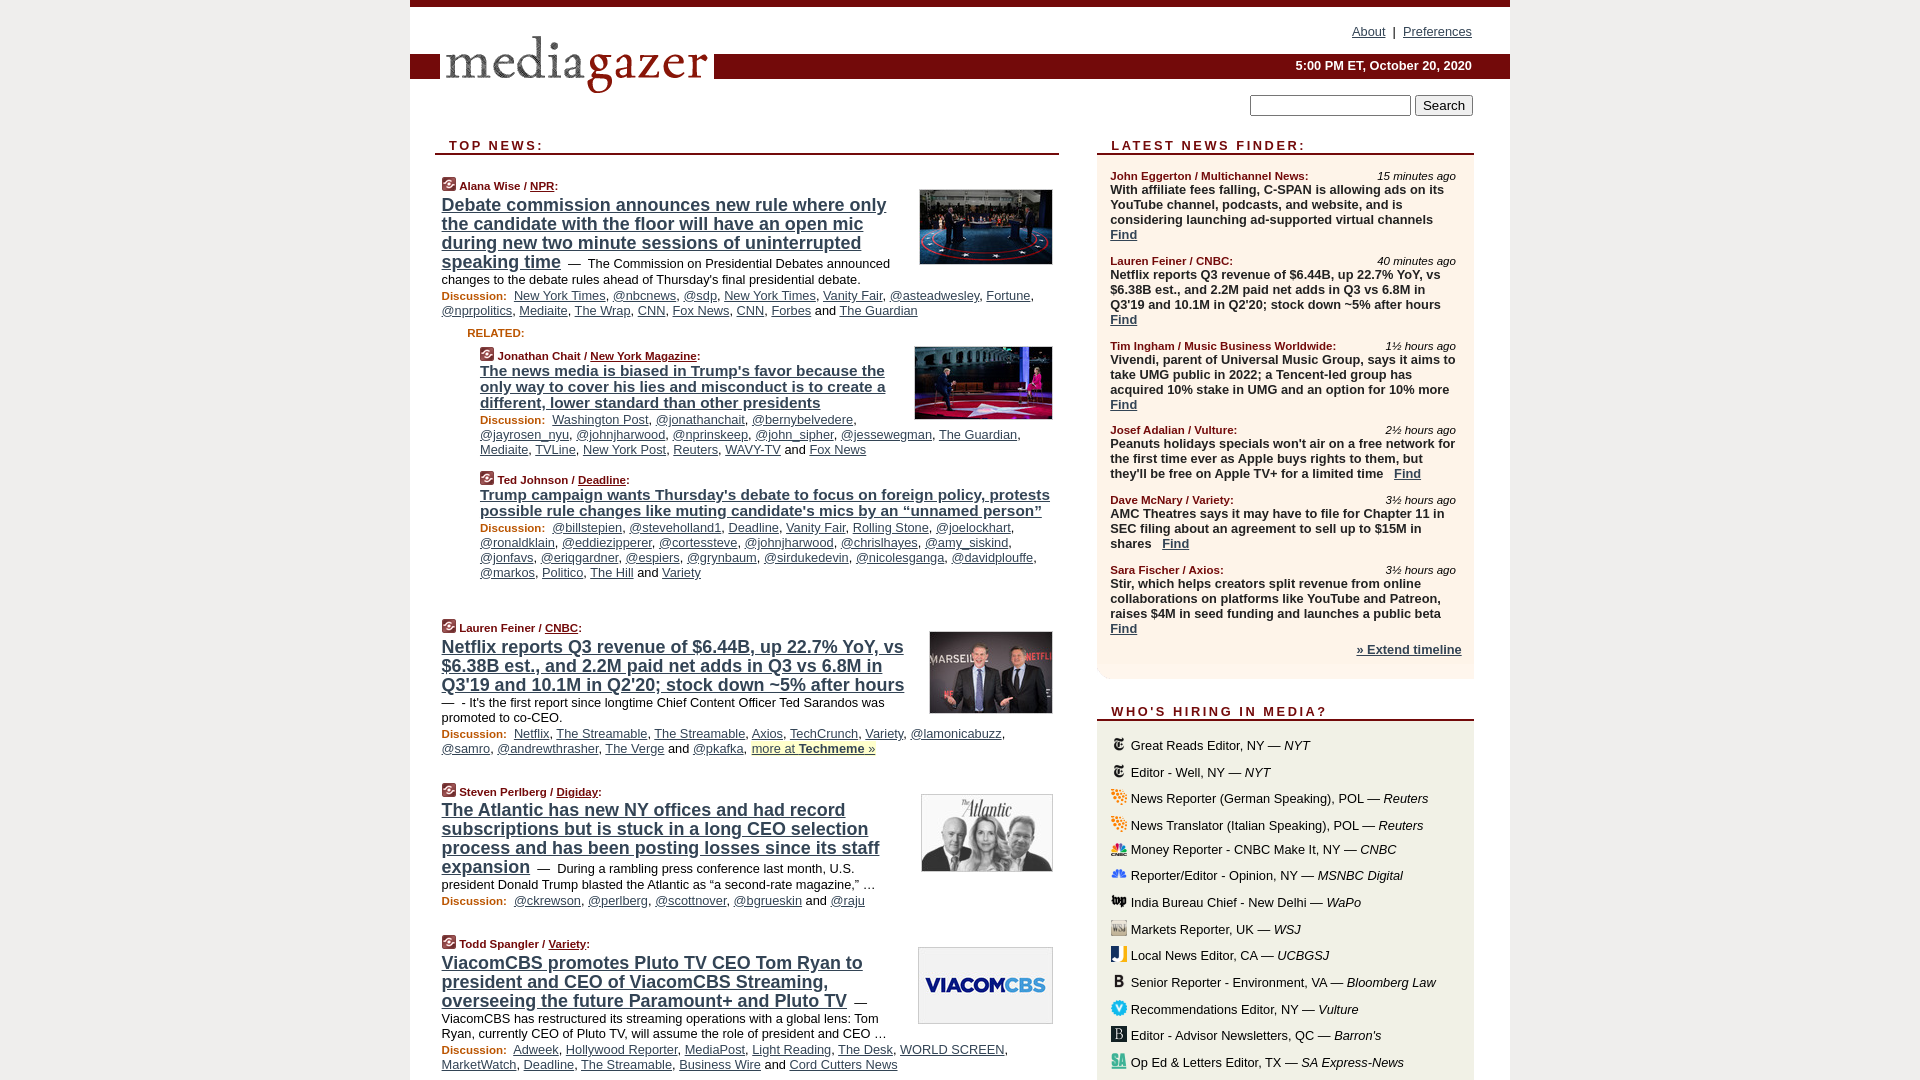 About | Preferences
mediagazer
5:00 PM ET, October 20, 2020
Search
TOP NEWS:
Alana Wise / NPR:
Debate commission announces new rule where only
the candidate with the floor will have an open mic
during new two minute sessions of uninterrupted
speaking time — The Commission on Presidential Debates announced
changes to the debate rules ahead of Thursday's final presidential debate.
Discussion: New York Times, @nbcnews, @sdp, New York Times, Vanity Fair, @asteadwesley, Fortune,
@nprpolitics, Mediaite, The Wrap, CNN, Fox News, CNN, Forbes and The Guardian
RELATED:
Jonathan Chait / New York Magazine:
The news media is biased in Trump's favor because the
only way to cover his lies and misconduct is to create a
different, lower standard than other presidents
Discussion: Washington Post, @jonathanchait, @bernybelvedere,
@jayrosen_nyu, @johnjharwood, @nprinskeep, @john_sipher, @jessewegman, The Guardian,
Mediaite, TVLine, New York Post, Reuters, WAVY-TV and Fox News
Ted Johnson / Deadline:
Trump campaign wants Thursday's debate to focus on foreign policy, protests
possible rule changes like muting candidate's mics by an “unnamed person”
Discussion: @billstepien, @steveholland1, Deadline, Vanity Fair, Rolling Stone, @joelockhart,
@ronaldklain, @eddiezipperer, @cortessteve, @johnjharwood, @chrislhayes, @amy_siskind,
@jonfavs, @eriqgardner, @espiers, @grynbaum, @sirdukedevin, @nicolesganga, @davidplouffe,
@markos, Politico, The Hill and Variety
Lauren Feiner / CNBC:
Netflix reports Q3 revenue of $6.44B, up 22.7% YoY, vs
$6.38B est., and 2.2M paid net adds in Q3 vs 6.8M in
Q3'19 and 10.1M in Q2'20; stock down ~5% after hours
— - It's the first report since longtime Chief Content Officer Ted Sarandos was
promoted to co-CEO.
Discussion: Netflix, The Streamable, The Streamable, Axios, TechCrunch, Variety, @lamonicabuzz,
@samro, @andrewthrasher, The Verge and @pkafka, more at Techmeme »
MARSEILLE
NETFLIX
Steven Perlberg / Digiday:
The Atlantic has new NY offices and had record
subscriptions but is stuck in a long CEO selection
process and has been posting losses since its staff
expansion — During a rambling press conference last month, U.S.
president Donald Trump blasted the Atlantic as “a second-rate magazine,” …
Discussion: @ckrewson, @perlberg, @scottnover, @bgrueskin and @raju
The Atlantic
Todd Spangler / Variety:
ViacomCBS promotes Pluto TV CEO Tom Ryan to
president and CEO of ViacomCBS Streaming,
overseeing the future Paramount+ and Pluto TV —
ViacomCBS has restructured its streaming operations with a global lens: Tom
Ryan, currently CEO of Pluto TV, will assume the role of president and CEO …
Discussion: Adweek, Hollywood Reporter, MediaPost, Light Reading, The Desk, WORLD SCREEN,
MarketWatch, Deadline, The Streamable, Business Wire and Cord Cutters News
VIACOMCBS
LATEST NEWS FINDER:
John Eggerton / Multichannel News: 15 minutes ago
With affiliate fees falling, C-SPAN is allowing ads on its
YouTube channel, podcasts, and website, and is
considering launching ad-supported virtual channels
Find
Lauren Feiner / CNBC: 40 minutes ago
Netflix reports Q3 revenue of $6.44B, up 22.7% YoY, vs
$6.38B est., and 2.2M paid net adds in Q3 vs 6.8M in
Q3'19 and 10.1M in Q2'20; stock down ~5% after hours
Find
Tim Ingham / Music Business Worldwide: 1½ hours ago
Vivendi, parent of Universal Music Group, says it aims to
take UMG public in 2022; a Tencent-led group has
acquired 10% stake in UMG and an option for 10% more
Find
Josef Adalian / Vulture: 2½ hours ago
Peanuts holidays specials won't air on a free network for
the first time ever as Apple buys rights to them, but
they'll be free on Apple TV+ for a limited time Find
Dave McNary / Variety: 3½ hours ago
AMC Theatres says it may have to file for Chapter 11 in
SEC filing about an agreement to sell up to $15M in
shares Find
Sara Fischer / Axios: 3½ hours ago
Stir, which helps creators split revenue from online
collaborations on platforms like YouTube and Patreon,
raises $4M in seed funding and launches a public beta
Find
» Extend timeline
WHO'S HIRING IN MEDIA?
Great Reads Editor, NY — NYT
Editor - Well, NY — NYT
News Reporter (German Speaking), POL — Reuters
News Translator (Italian Speaking), POL — Reuters
Money Reporter - CNBC Make It, NY — CNBC
Reporter/Editor - Opinion, NY — MSNBC Digital
India Bureau Chief - New Delhi — WaPo
Markets Reporter, UK — WSJ
Local News Editor, CA — UCBGSJ
Senior Reporter - Environment, VA — Bloomberg Law
Recommendations Editor, NY — Vulture
Editor - Advisor Newsletters, QC — Barron's
Op Ed & Letters Editor, TX — SA Express-News